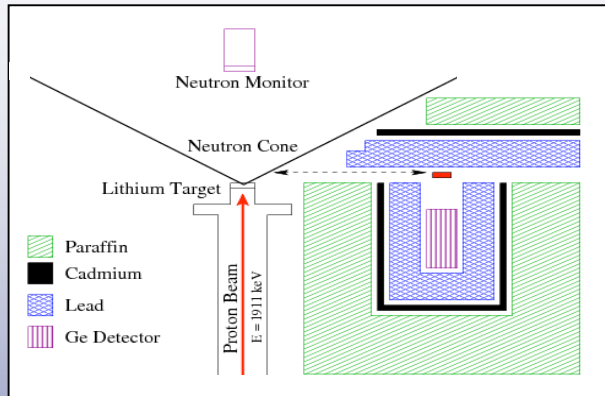 Neutron Monitor
Neutron Cone
Lithium Target
Proton Beam
E = 1911 keV
Paraffin
Cadmium
Lead
Ge Detector